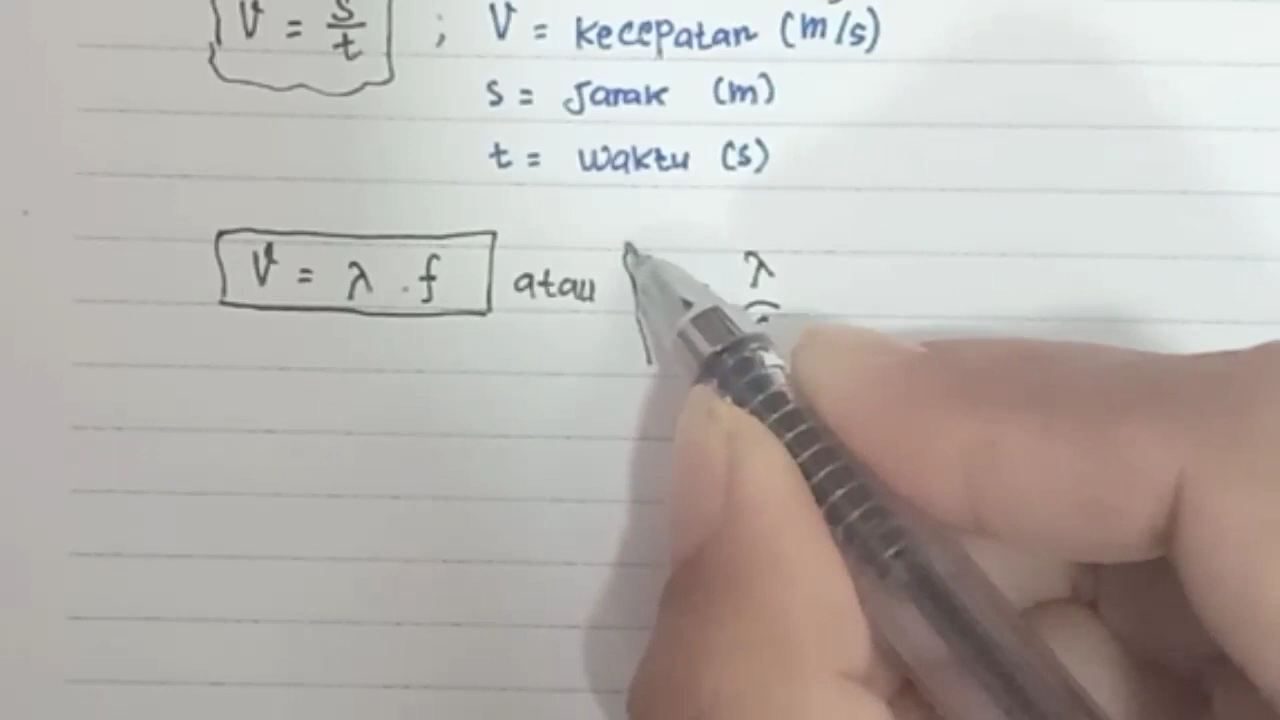 V = s/t ; V = kecepatan (m/s)
s = Jarak (m)
t = waktu (s)
V = λ . f atau λ